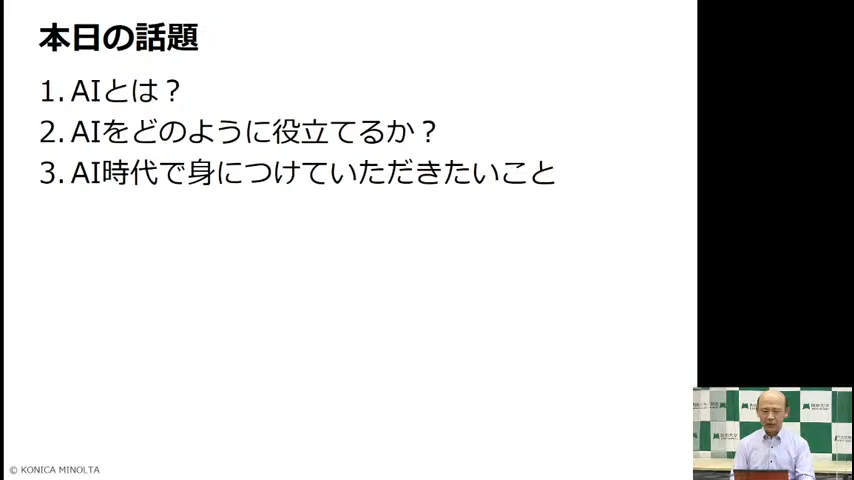 本日の話題
1. AIとは？
2. AIをどのように役立てるか？
3. AI時代で身につけていただきたいこと
© KONICA MINOLTA